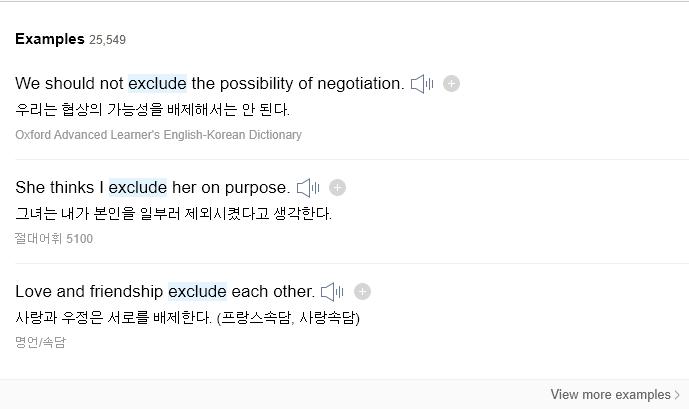 Examples 25,549
We should not exclude the possibility of negotiation.
우리는 협상의 가능성을 배제해서는 안 된다.
Oxford Advanced Learner's English-Korean Dictionary
She thinks I exclude her on purpose.
그녀는 내가 본인을 일부러 제외시켰다고 생각한다.
절대어휘 5100
Love and friendship exclude each other.
사랑과 우정은 서로를 배제한다. (프랑스속담, 사랑속담)
명언/속담
View more examples